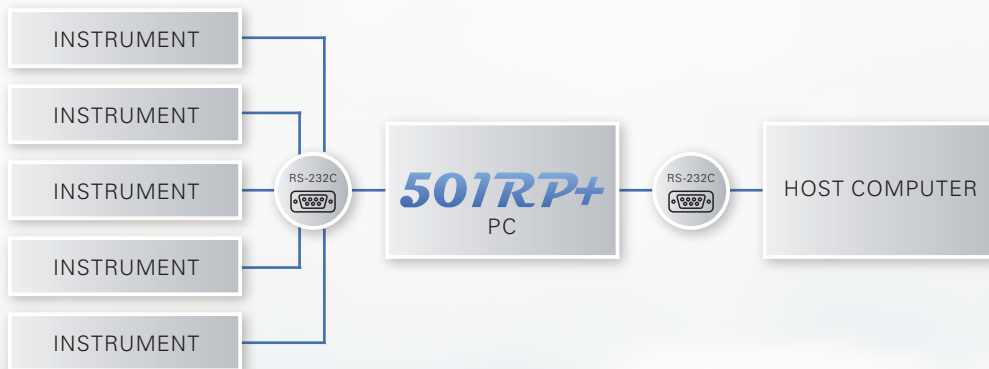 INSTRUMENT
INSTRUMENT
INSTRUMENT
INSTRUMENT
INSTRUMENT
RS-232C
501RP+
PC
RS-232C
HOST COMPUTER